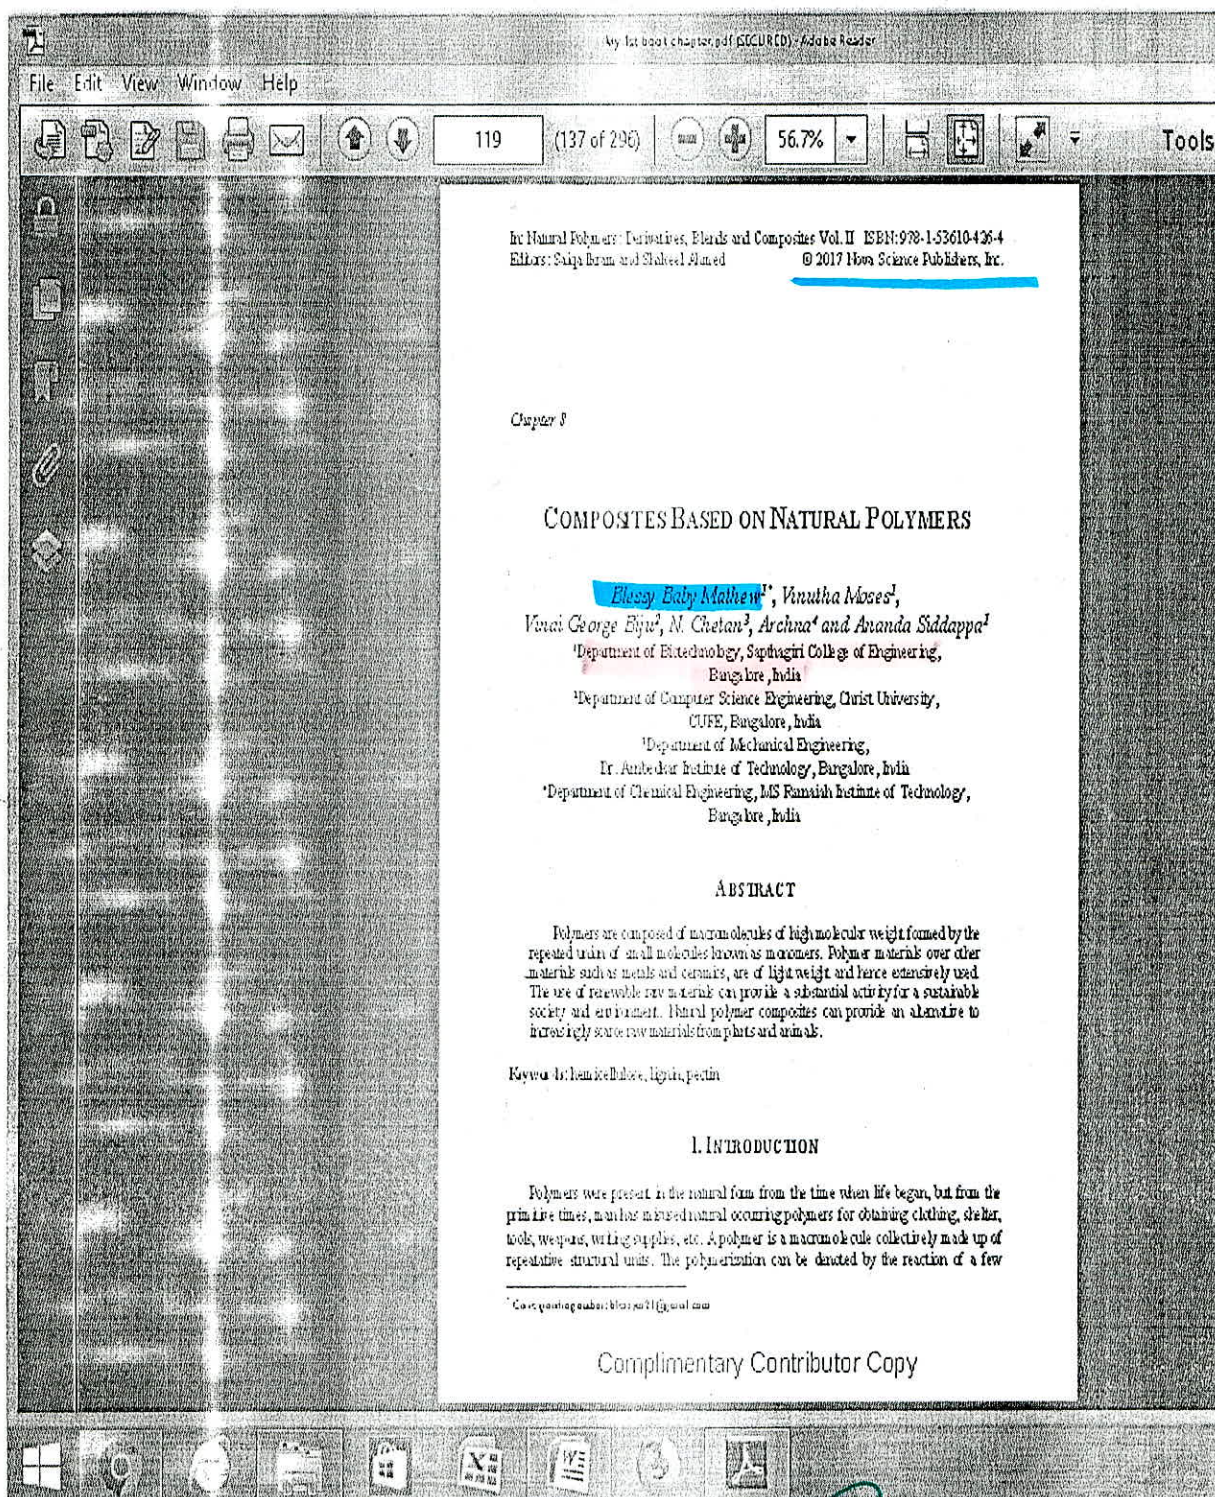 My 1st book chapter.pdf (SECURED) - Adobe Reader
File Edit View Window Help
119 (137 of 296) 56.7% Tools
In: Natural Polymers: Derivatives, Blends and Composites Vol. II ISBN: 978-1-53610-426-4
Editors: Saiqa Ikram and Shakeel Ahmed © 2017 Nova Science Publishers, Inc.
Chapter 8
COMPOSITES BASED ON NATURAL POLYMERS
Blessy Baby Mathew1*, Vinutha Moses1,
Vinai George Biju2, N. Chetan3, Archna4 and Ananda Siddappa1
1Department of Biotechnology, Sapthagiri College of Engineering,
Bangalore, India
2Department of Computer Science Engineering, Christ University,
CUFE, Bangalore, India
3Department of Mechanical Engineering,
Dr. Ambedkar Institute of Technology, Bangalore, India
4Department of Chemical Engineering, MS Ramaiah Institute of Technology,
Bangalore, India
ABSTRACT
Polymers are composed of macromolecules of high molecular weight formed by the
repeated units of small molecules known as monomers. Polymer materials over other
materials such as metals and ceramics, are of light weight and hence extensively used.
The use of renewable raw materials can provide a substantial activity for a sustainable
society and environment. Natural polymer composites can provide an alternative to
increasingly scarce raw materials from plants and animals.
Keywords: hemicellulose, lignin, pectin
1. INTRODUCTION
Polymers were present in the natural form from the time when life began, but from the
primitive times, man has misused natural occurring polymers for obtaining clothing, shelter,
tools, weapons, writing supplies, etc. A polymer is a macromolecule collectively made up of
repeatative structural units. The polymerization can be denoted by the reaction of a few
* Corresponding author:
Complimentary Contributor Copy